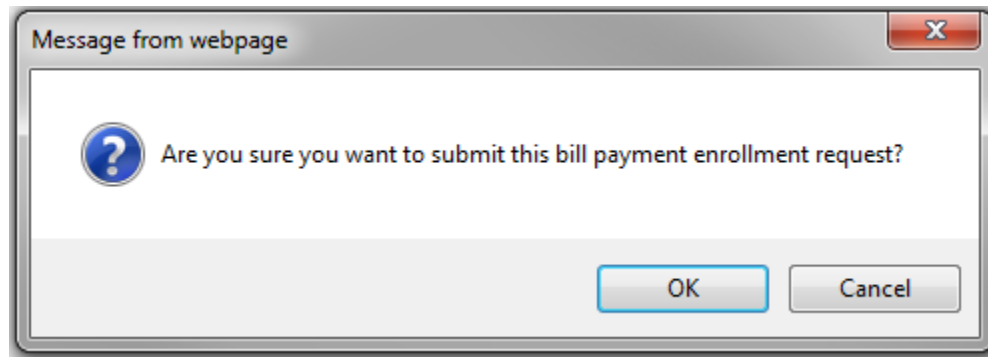 Message from webpage
Are you sure you want to submit this bill payment enrollment request?
OK
Cancel